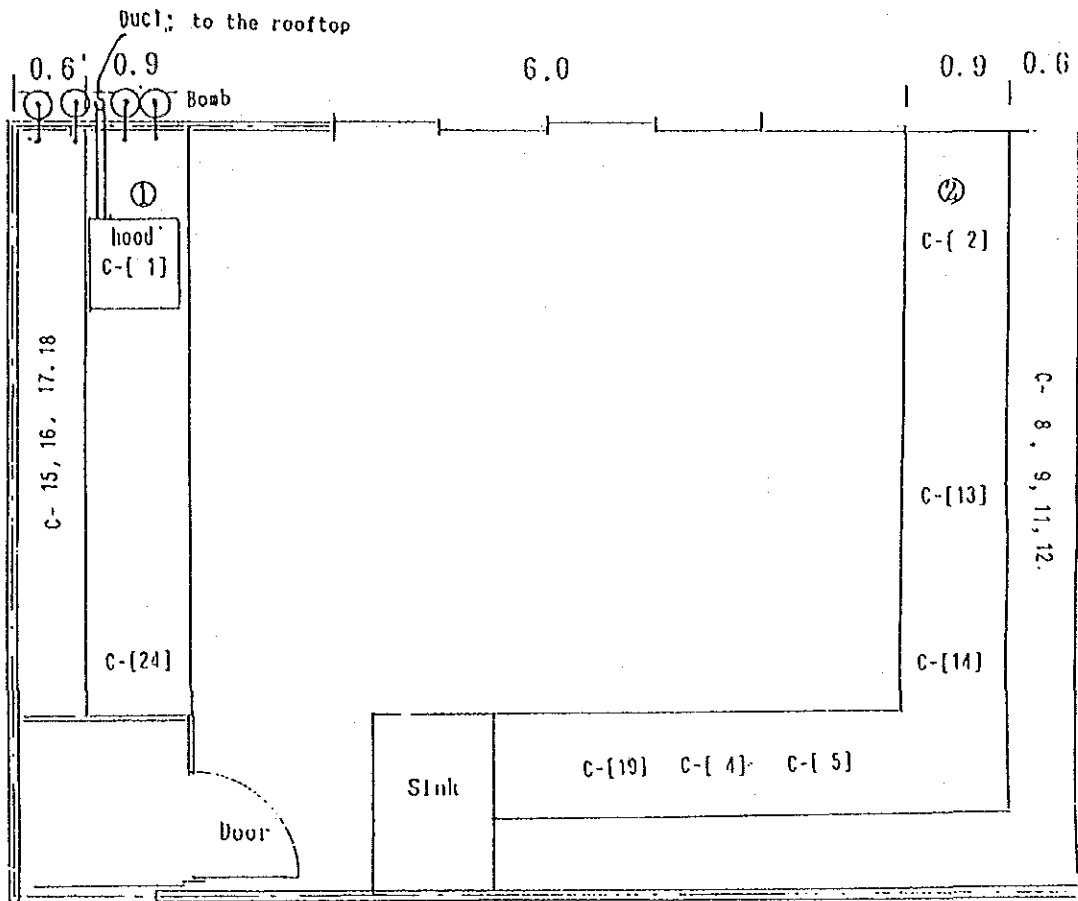 Duct; to the rooftop
0.6 0.9 6.0 0.9 0.6
Bomb
① ②
hood
C-[ 1]
C-[ 2]
C- 15, 16, 17. 18
C- 8 , 9, 11, 12.
C-[13]
C-[24]
C-[14]
Sink
C-[19] C-[ 4] C-[ 5]
Door